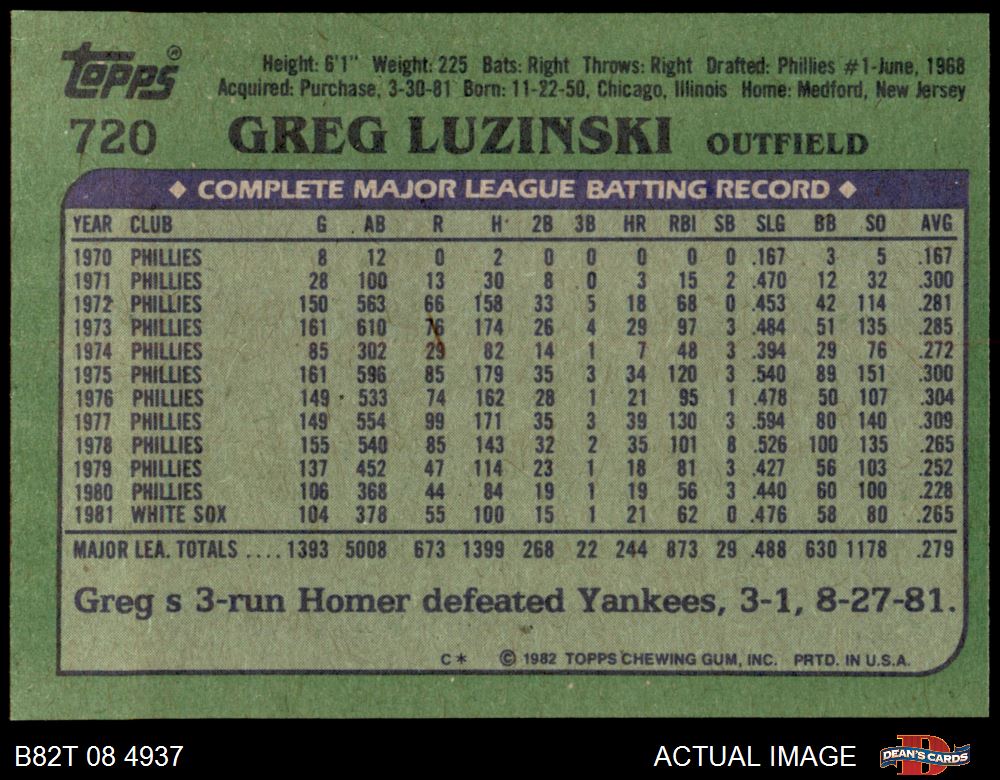 Topps®
Height: 6'1" Weight: 225 Bats: Right Throws: Right Drafted: Phillies #1-June, 1968
Acquired: Purchase, 3-30-81 Born: 11-22-50, Chicago, Illinois Home: Medford, New Jersey
720 GREG LUZINSKI OUTFIELD
◆ COMPLETE MAJOR LEAGUE BATTING RECORD ◆
YEAR CLUB G AB R H 2B 3B HR RBI SB SLG BB SO AVG
1970 PHILLIES 8 12 0 2 0 0 0 0 0 .167 3 5 .167
1971 PHILLIES 28 100 13 30 8 0 3 15 2 .470 12 32 .300
1972 PHILLIES 150 563 66 158 33 5 18 68 0 .453 42 114 .281
1973 PHILLIES 161 610 76 174 26 4 29 97 3 .484 51 135 .285
1974 PHILLIES 85 302 29 82 14 1 7 48 3 .394 29 76 .272
1975 PHILLIES 161 596 85 179 35 3 34 120 3 .540 89 151 .300
1976 PHILLIES 149 533 74 162 28 1 21 95 1 .478 50 107 .304
1977 PHILLIES 149 554 99 171 35 3 39 130 3 .594 80 140 .309
1978 PHILLIES 155 540 85 143 32 2 35 101 8 .526 100 135 .265
1979 PHILLIES 137 452 47 114 23 1 18 81 3 .427 56 103 .252
1980 PHILLIES 106 368 44 84 19 1 19 56 3 .440 60 100 .228
1981 WHITE SOX 104 378 55 100 15 1 21 62 0 .476 58 80 .265
MAJOR LEA. TOTALS .... 1393 5008 673 1399 268 22 244 873 29 .488 630 1178 .279
Greg s 3-run Homer defeated Yankees, 3-1, 8-27-81.
C* © 1982 TOPPS CHEWING GUM, INC. PRTD. IN U.S.A.
B82T 08 4937 ACTUAL IMAGE DEAN'S CARDS